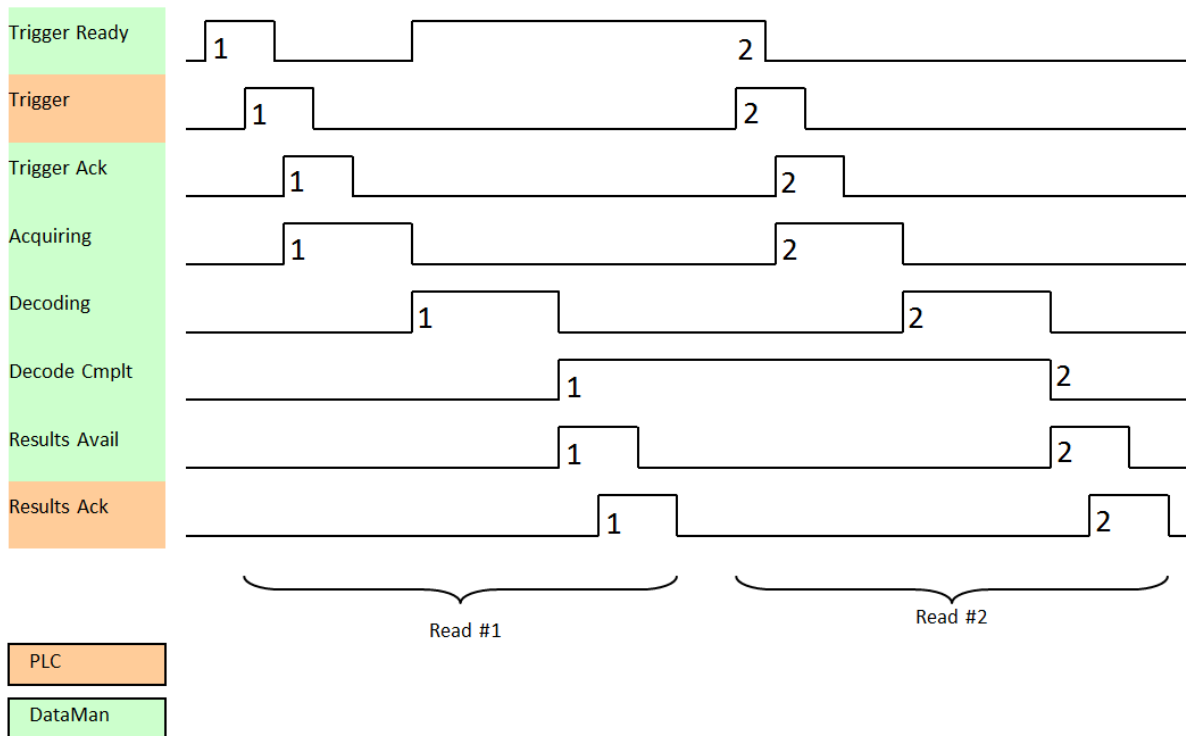 Trigger Ready
1
2
Trigger
1
2
Trigger Ack
1
2
Acquiring
1
2
Decoding
1
2
Decode Cmplt
1
2
Results Avail
1
2
Results Ack
1
2
Read #1
Read #2
PLC
DataMan